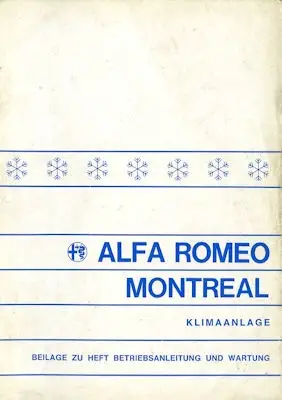 ALFA ROMEO
MONTREAL
KLIMAANLAGE
BEILAGE ZU HEFT BETRIEBSANLEITUNG UND WARTUNG